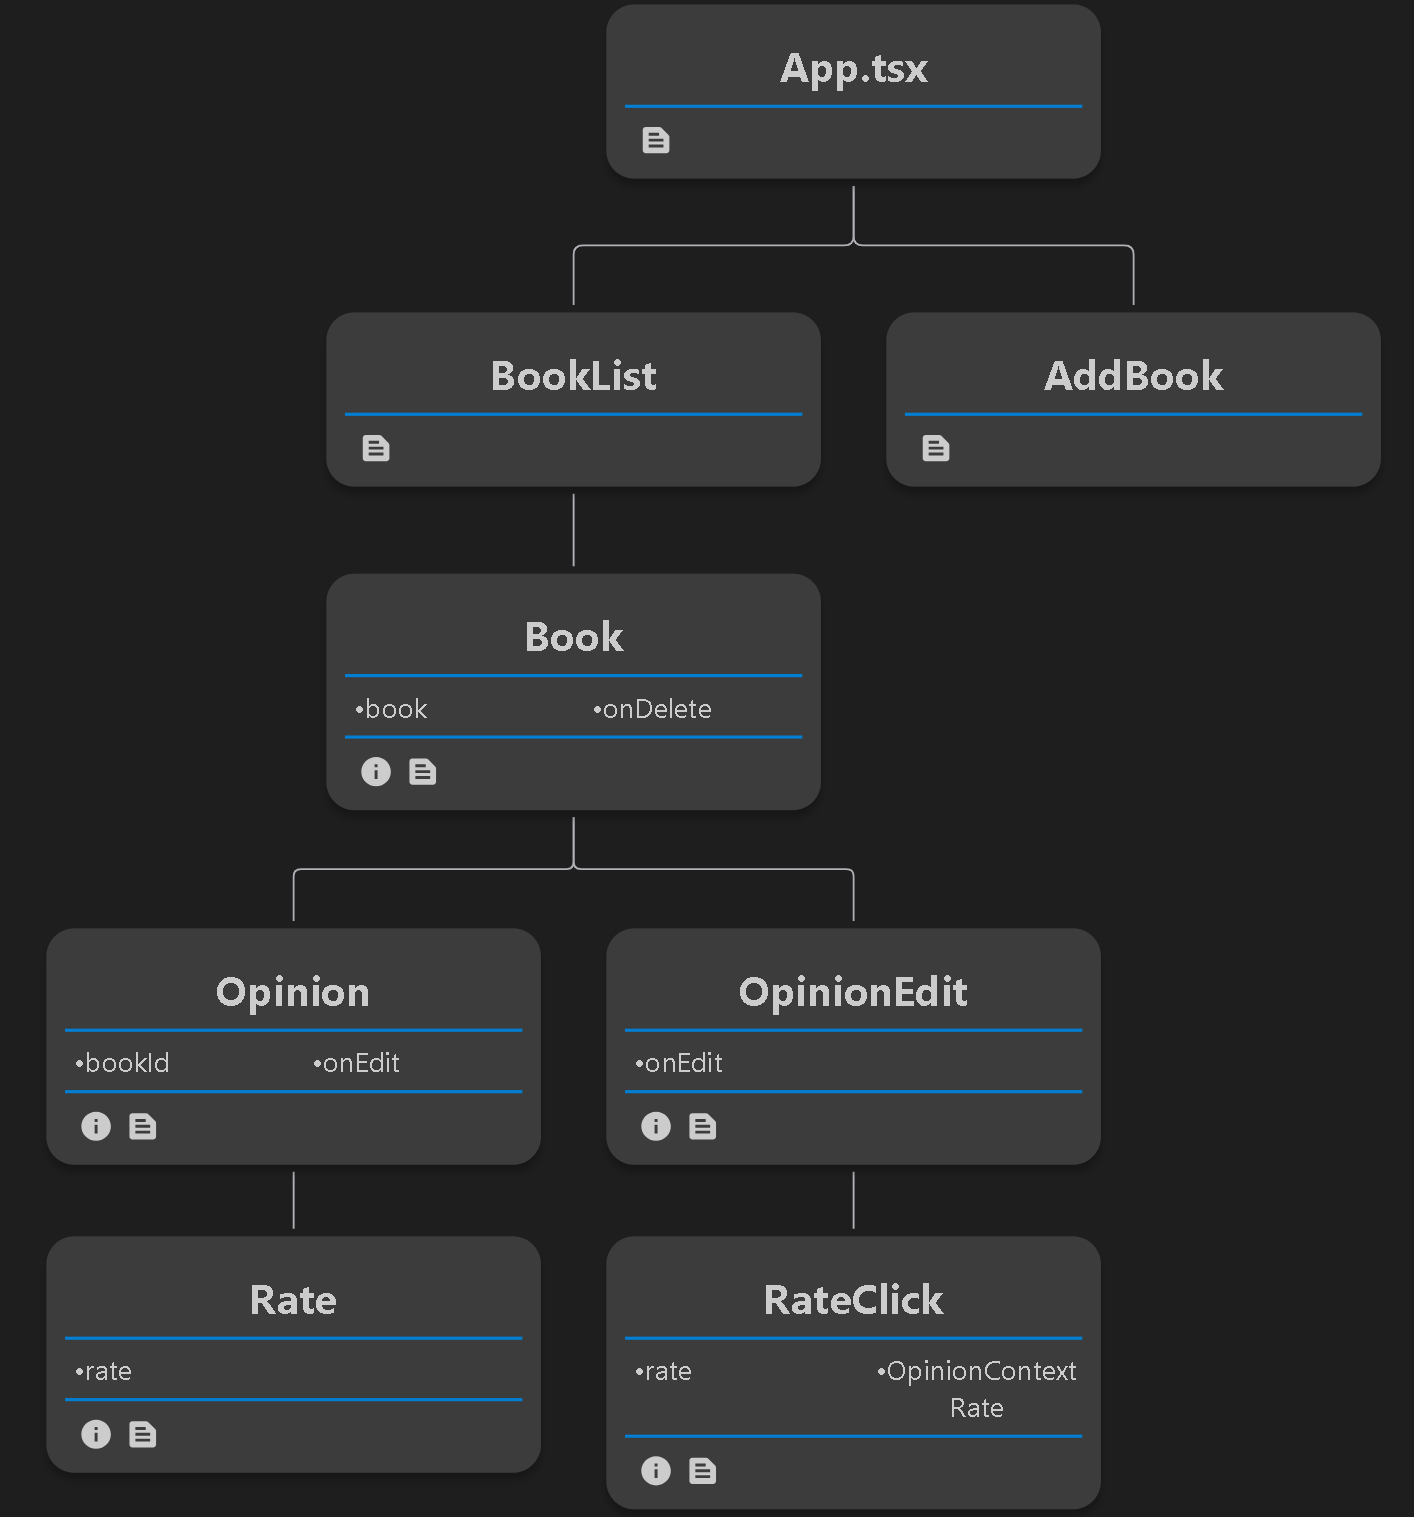 App.tsx
BookList
AddBook
Book
•book •onDelete
Opinion
OpinionEdit
•bookId •onEdit
•onEdit
Rate
RateClick
•rate
•rate •OpinionContext
Rate